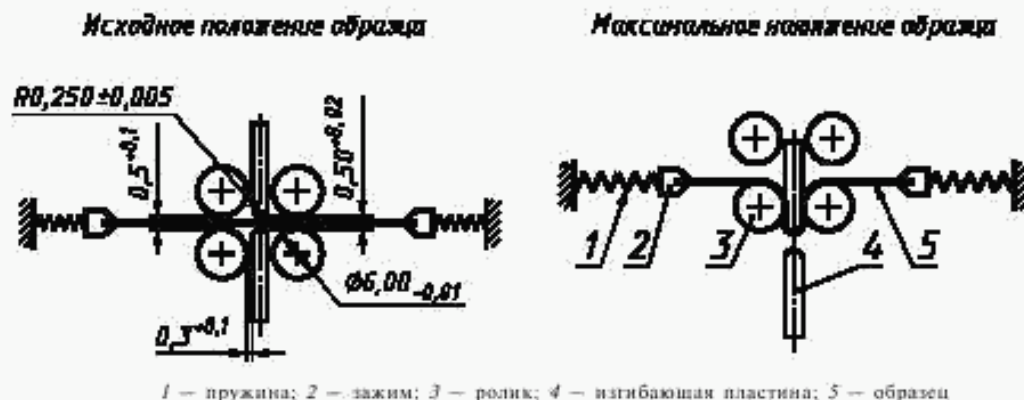 Исходное положение образца
Максимальное натяжение образца
R0,250±0,005
0,5+0,1
0,50+0,02
Ø6,00 -0,01
0,3+0,1
1 2 3 4 5
1 — пружина; 2 — зажим; 3 — ролик; 4 — изгибающая пластина; 5 — образец